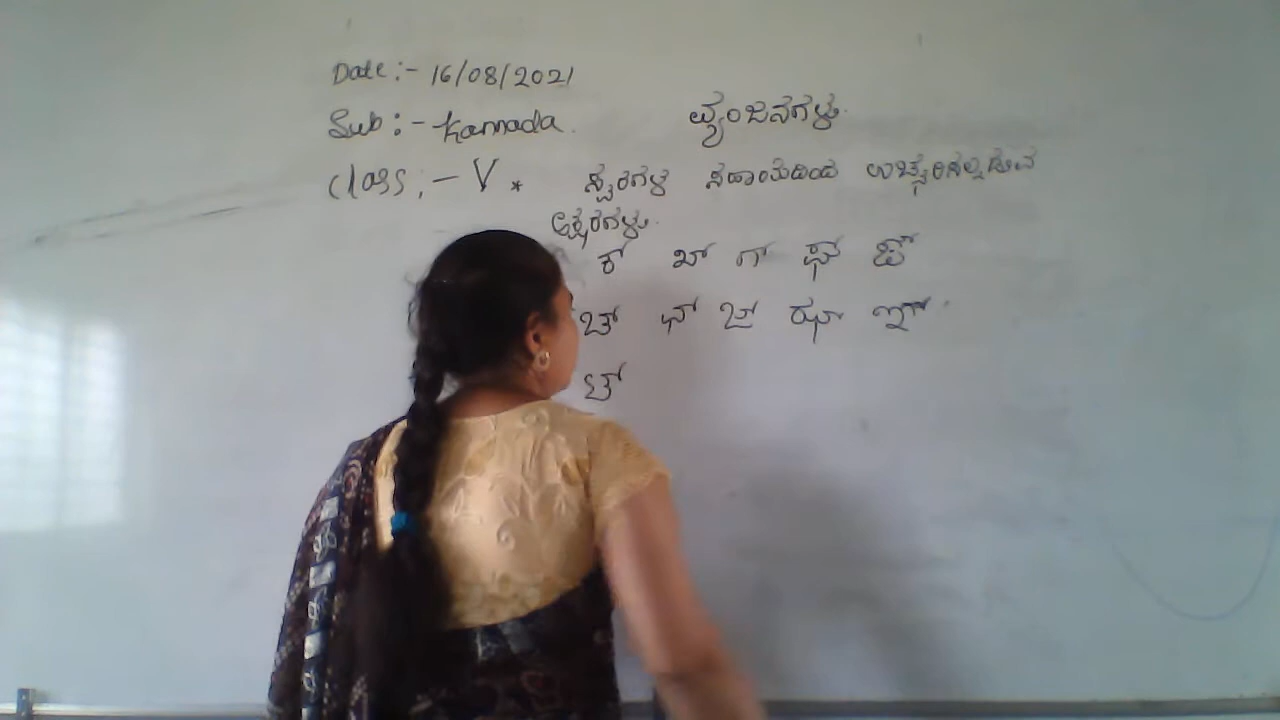 Date:- 16/08/2021
Sub:- Kannada.
ವ್ಯಂಜನಗಳು.
Class:- V
* ಸ್ವರಗಳ ಸಹಾಯದಿಂದ ಉಚ್ಚರಿಸಲ್ಪಡುವ
ಅಕ್ಷರಗಳು.
ಕ್ ಖ್ ಗ್ ಘ್ ಙ್
ಚ್ ಛ್ ಜ್ ಝ್ ಞ್.
ಟ್